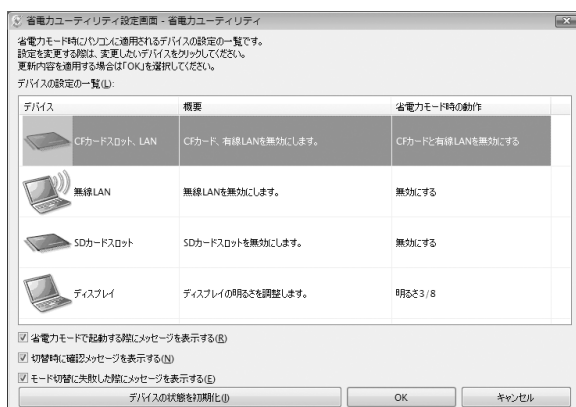 省電力ユーティリティ設定画面 - 省電力ユーティリティ
省電力モード時にパソコンに適用されるデバイスの設定の一覧です。
設定を変更する際は、変更したいデバイスをクリックしてください。
更新内容を適用する場合は「OK」を選択してください。
デバイスの設定の一覧(L):
デバイス 概要 省電力モード時の動作
CFカードスロット、LAN CFカード、有線LANを無効にします。 CFカードと有線LANを無効にする
無線LAN 無線LANを無効にします。 無効にする
SDカードスロット SDカードスロットを無効にします。 無効にする
ディスプレイ ディスプレイの明るさを調整します。 明るさ3/8
省電力モードで起動する際にメッセージを表示する(R)
切替時に確認メッセージを表示する(N)
モード切替に失敗した際にメッセージを表示する(E)
デバイスの状態を初期化(I) OK キャンセル